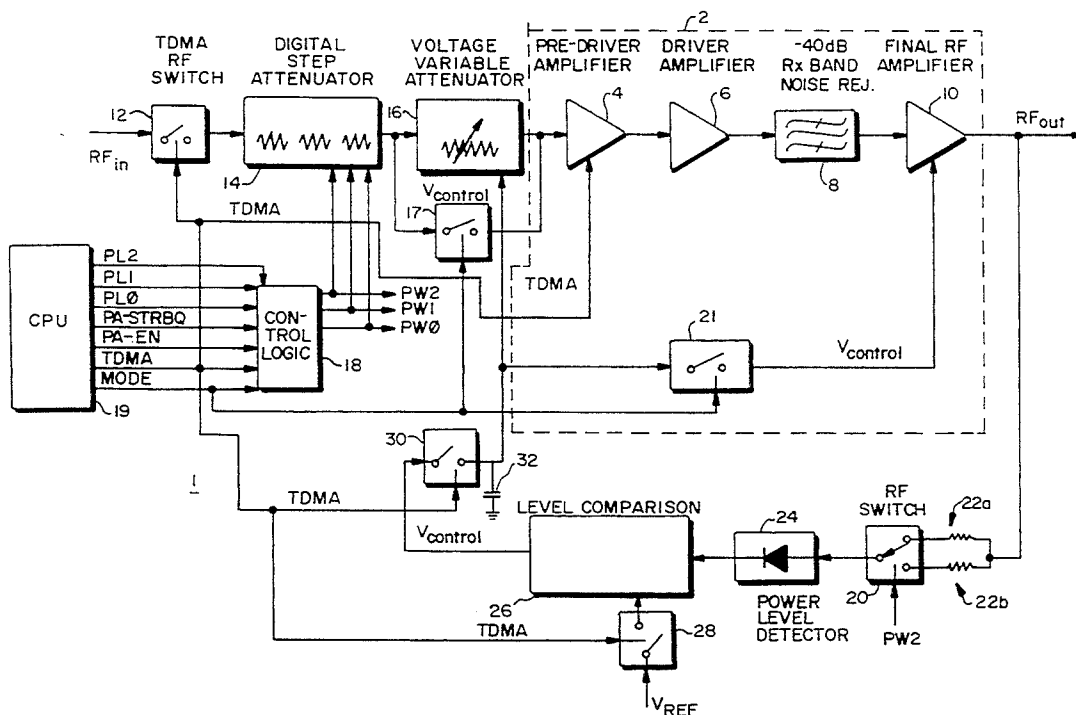 2
TDMA
RF
SWITCH
DIGITAL
STEP
ATTENUATOR
VOLTAGE
VARIABLE
ATTENUATOR
PRE-DRIVER
AMPLIFIER
DRIVER
AMPLIFIER
-40dB
Rx BAND
NOISE REJ.
FINAL RF
AMPLIFIER
12
16
4
6
10
RFin
RFout
14
8
Vcontrol
17
TDMA
TDMA
CPU
PL2
PL1
PLØ
PA-STRBQ
PA-EN
TDMA
MODE
CON-
TROL
LOGIC
PW2
PW1
PWØ
18
19
21
Vcontrol
30
32
1
TDMA
Vcontrol
LEVEL COMPARISON
24
RF
SWITCH
22a
26
POWER
LEVEL
DETECTOR
20
22b
PW2
TDMA
28
VREF